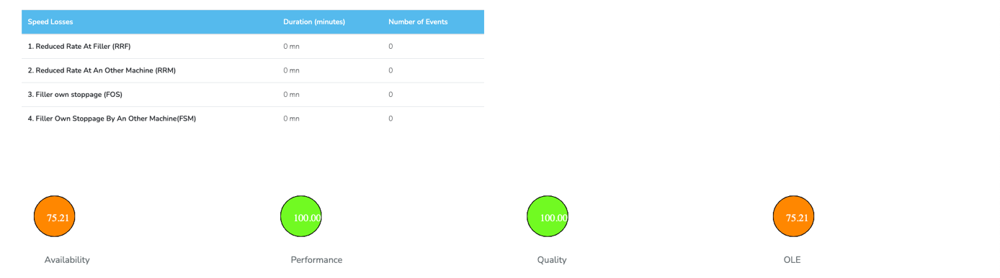 Speed Losses Duration (minutes) Number of Events
1. Reduced Rate At Filler (RRF) 0 mn 0
2. Reduced Rate At An Other Machine (RRM) 0 mn 0
3. Filler own stoppage (FOS) 0 mn 0
4. Filler Own Stoppage By An Other Machine(FSM) 0 mn 0
75.21 100.00 100.00 75.21
Availability Performance Quality OLE